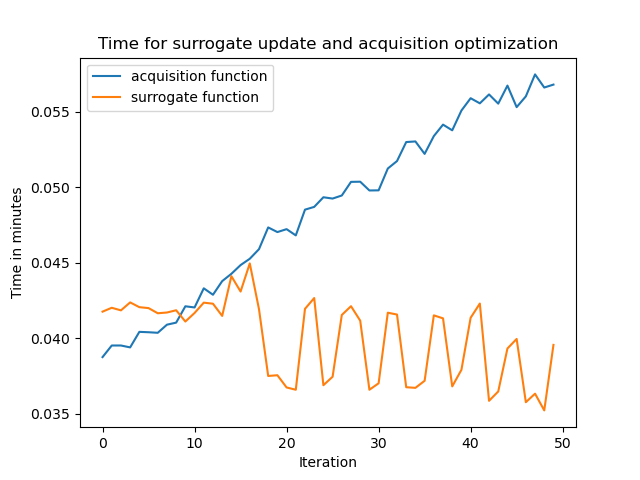 Time for surrogate update and acquisition optimization
acquisition function
surrogate function
0.055
0.050
0.045
0.040
0.035
Time in minutes
0 10 20 30 40 50
Iteration